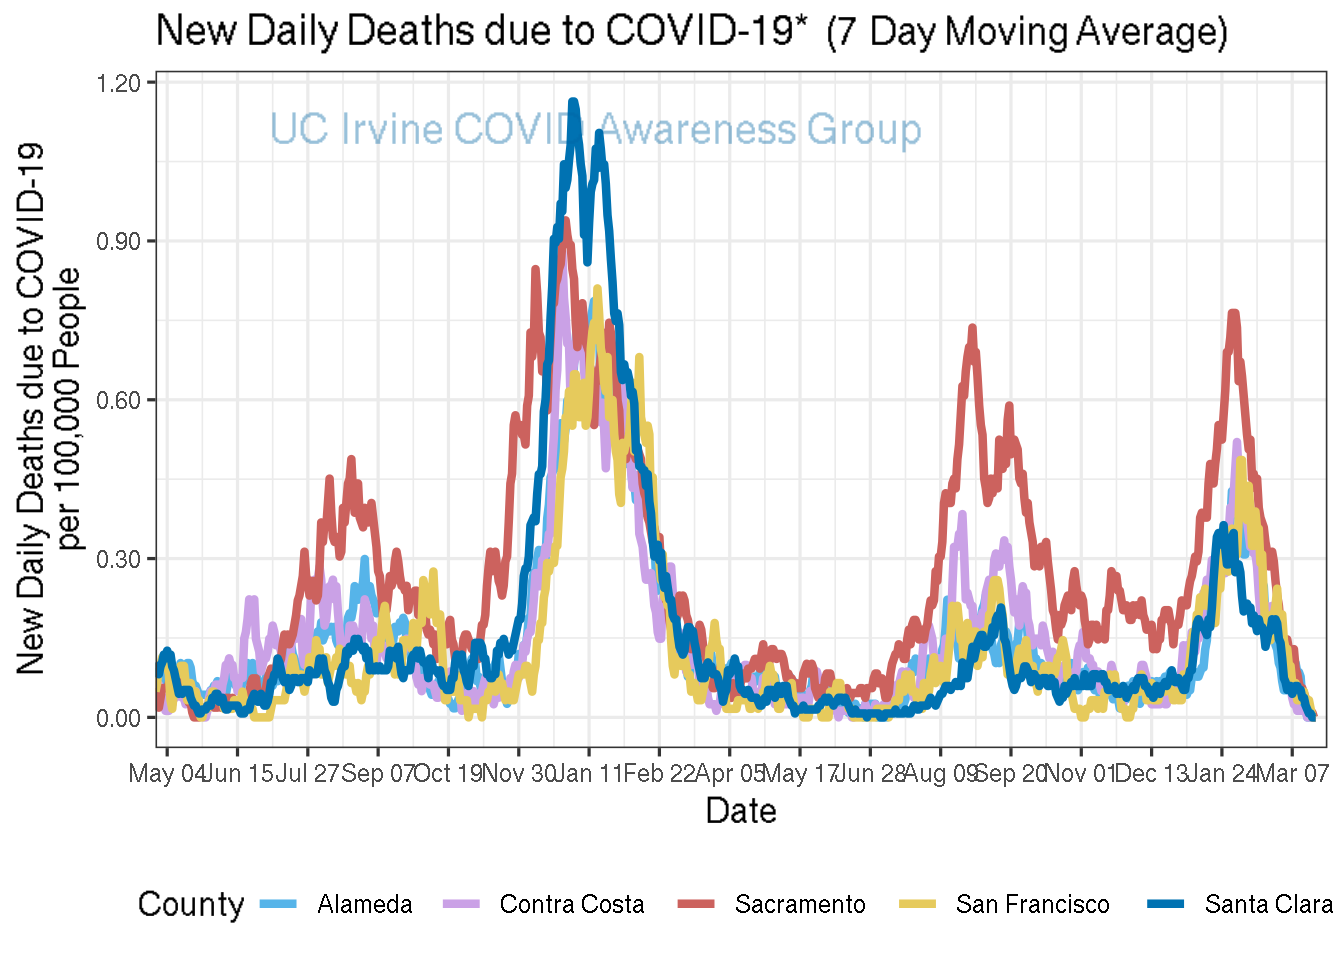 New Daily Deaths due to COVID-19* (7 Day Moving Average)
UC Irvine COVID Awareness Group
New Daily Deaths due to COVID-19
per 100,000 People
1.20
0.90
0.60
0.30
0.00
May 04 Jun 15 Jul 27 Sep 07 Oct 19 Nov 30 Jan 11 Feb 22 Apr 05 May 17 Jun 28 Aug 09 Sep 20 Nov 01 Dec 13 Jan 24 Mar 07
Date
County Alameda Contra Costa Sacramento San Francisco Santa Clara